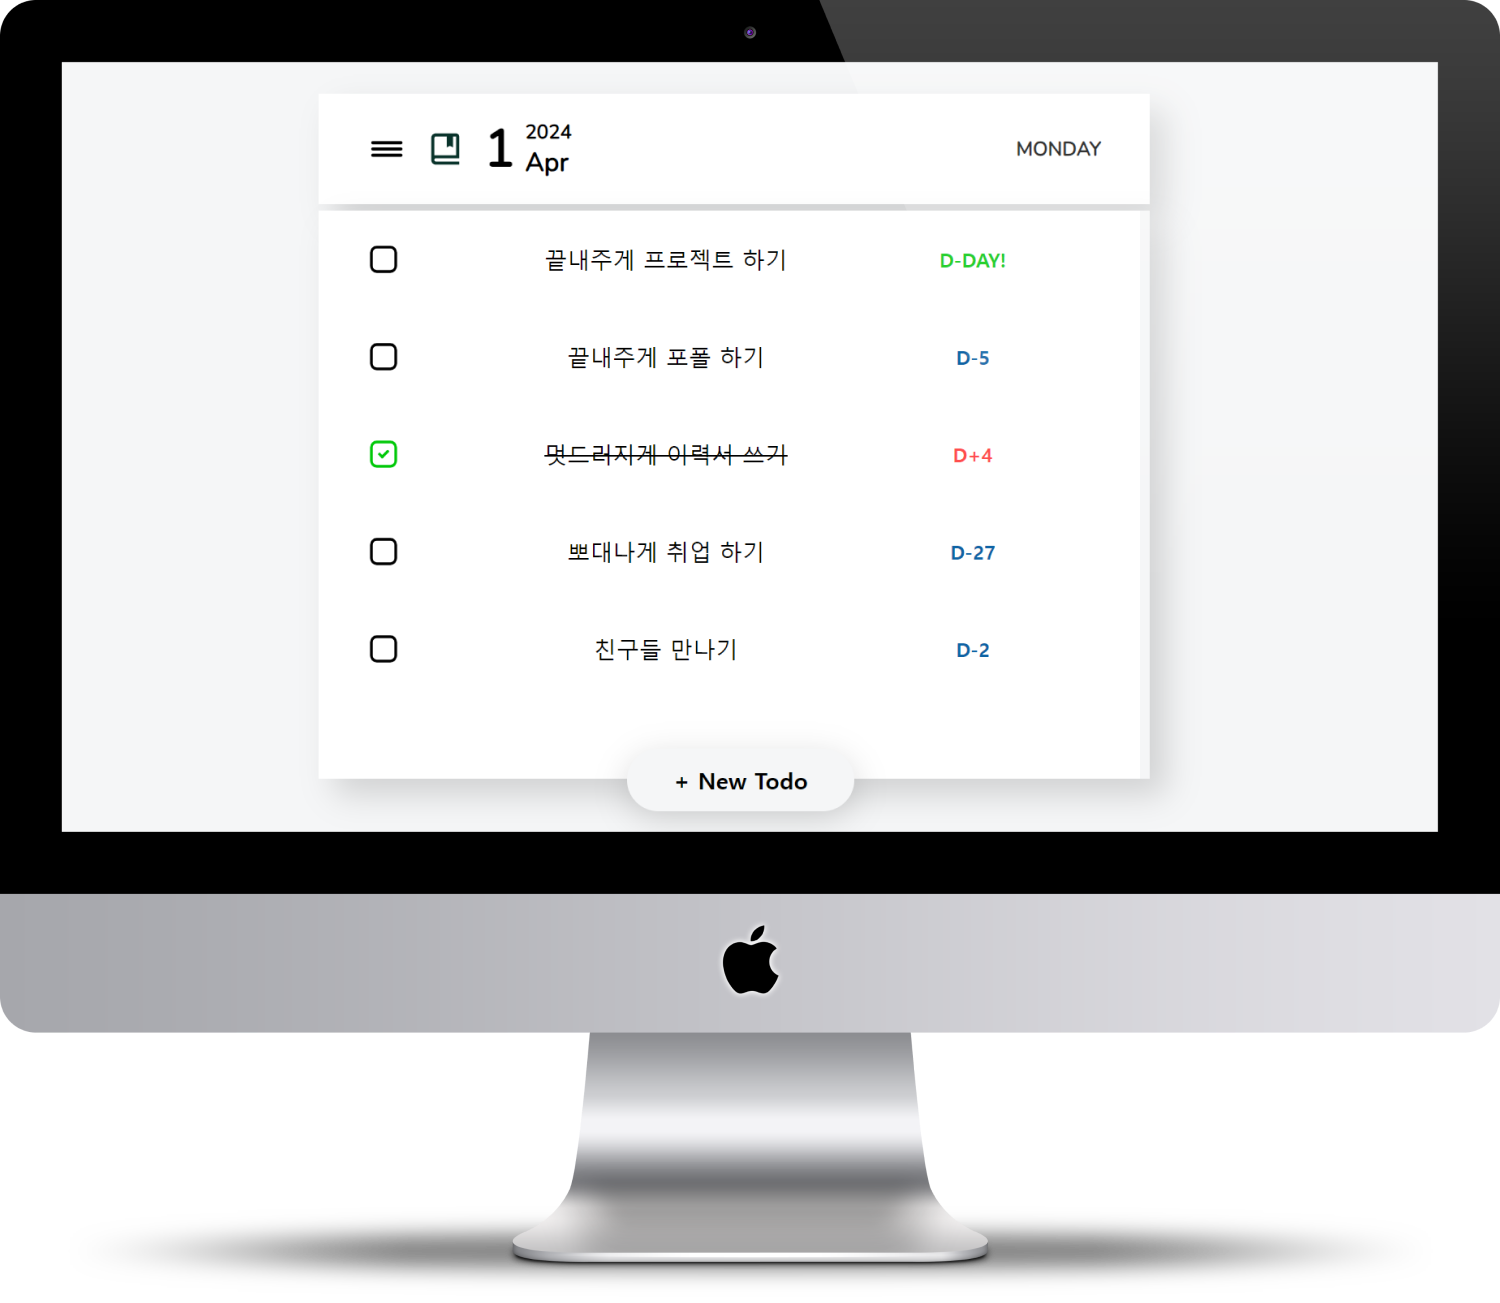 1
2024
Apr
MONDAY
끝내주게 프로젝트 하기 D-DAY!
끝내주게 포폴 하기 D-5
멋드러지게 이력서 쓰기 D+4
뽀대나게 취업 하기 D-27
친구들 만나기 D-2
+ New Todo